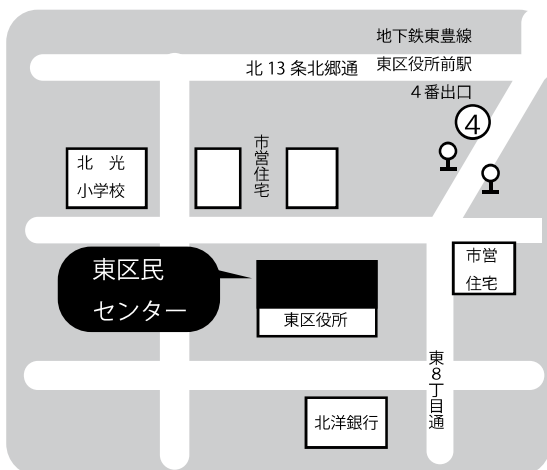 地下鉄東豊線
東区役所前駅
4番出口
④
北13条北郷通
北 光
小学校
市営住宅
東区民
センター
東区役所
市営
住宅
東8丁目通
北洋銀行